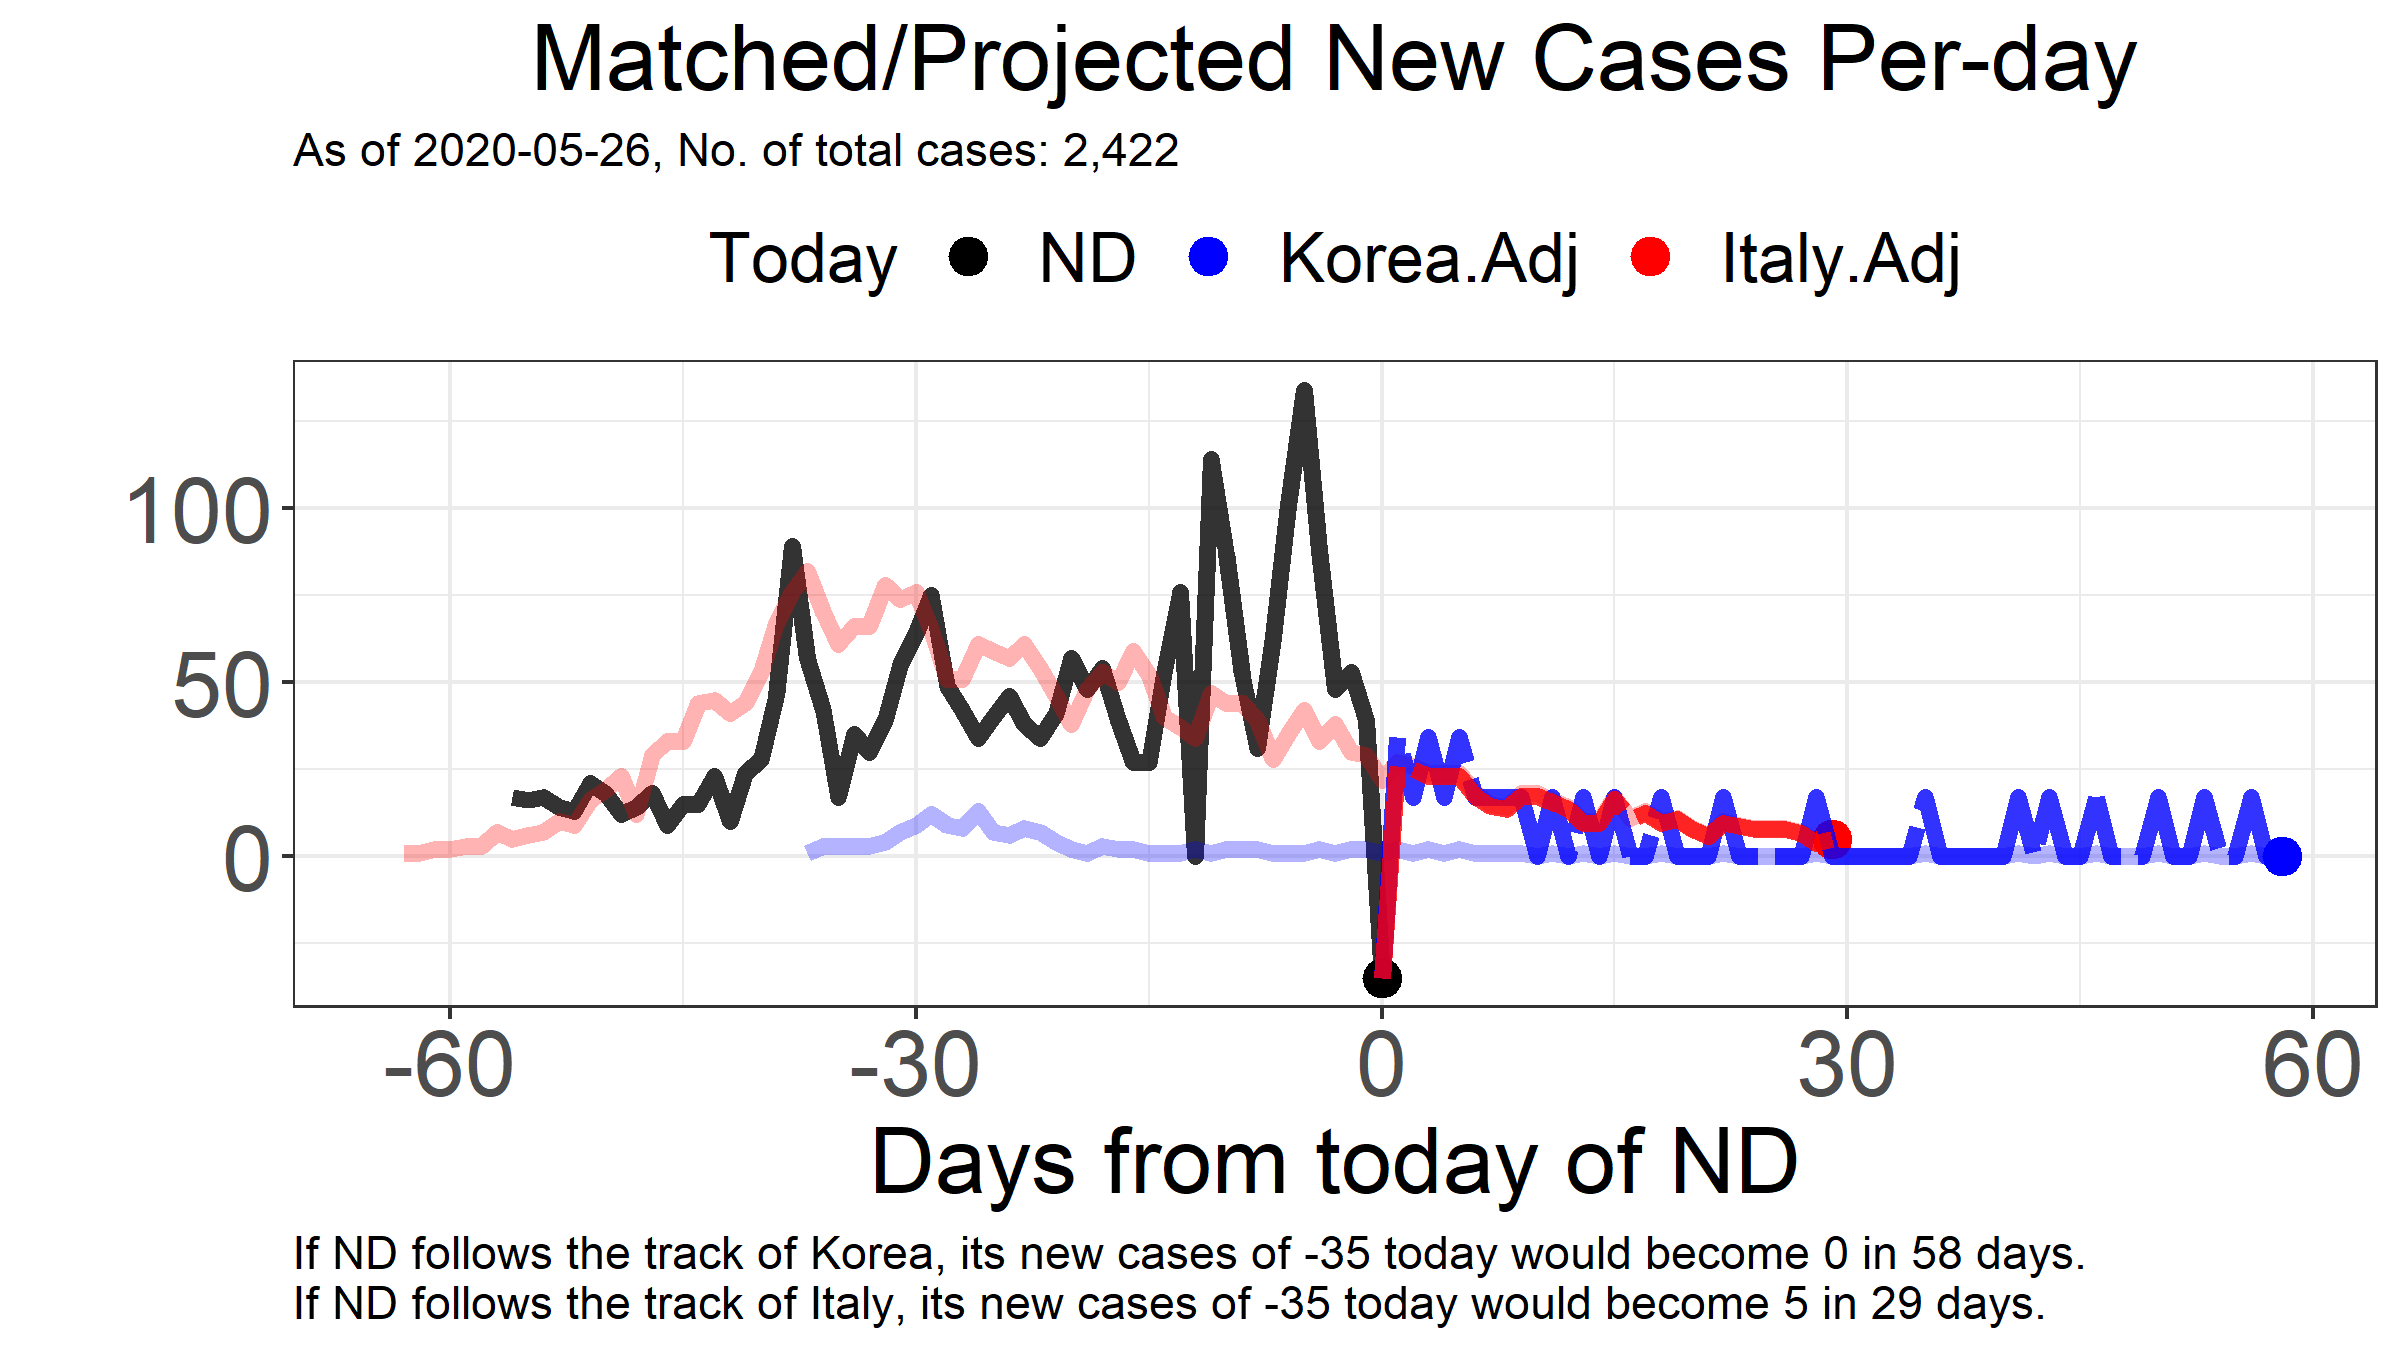 Matched/Projected New Cases Per-day
As of 2020-05-26, No. of total cases: 2,422
Today ND Korea.Adj Italy.Adj
100
50
0
-60 -30 0 30 60
Days from today of ND
If ND follows the track of Korea, its new cases of -35 today would become 0 in 58 days.
If ND follows the track of Italy, its new cases of -35 today would become 5 in 29 days.